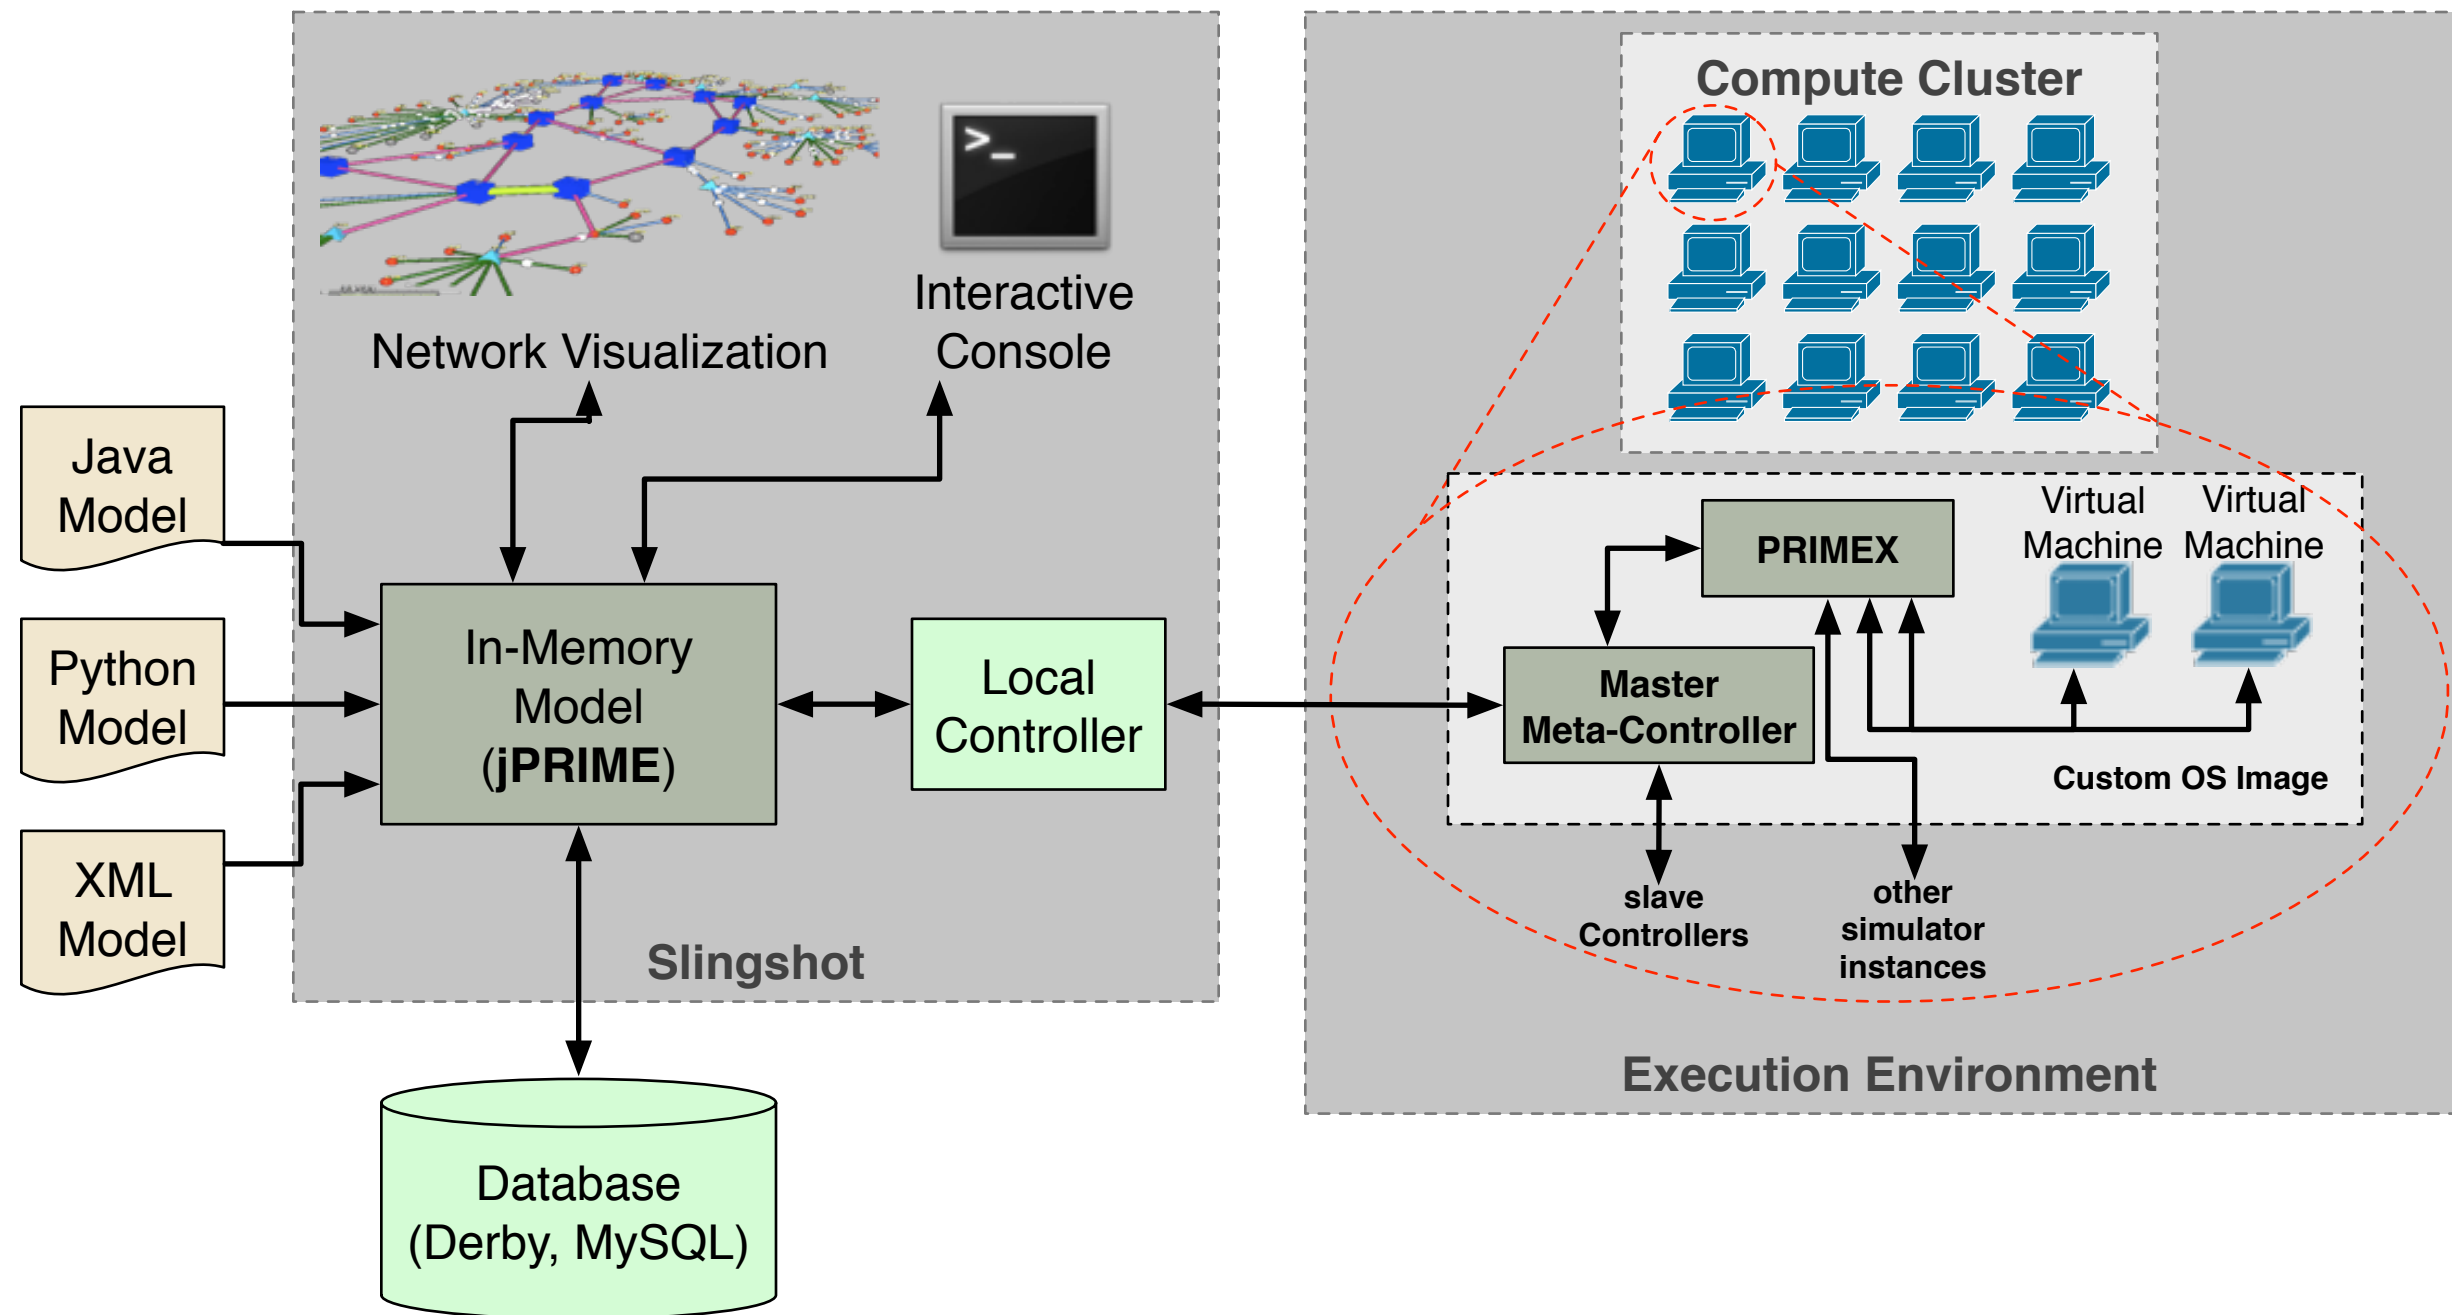 Compute Cluster
>_
Interactive
Console
Network Visualization
Java
Model
Python
Model
XML
Model
In-Memory
Model
(jPRIME)
Local
Controller
Slingshot
Database
(Derby, MySQL)
PRIMEX
Virtual
Machine
Virtual
Machine
Master
Meta-Controller
Custom OS Image
slave
Controllers
other
simulator
instances
Execution Environment